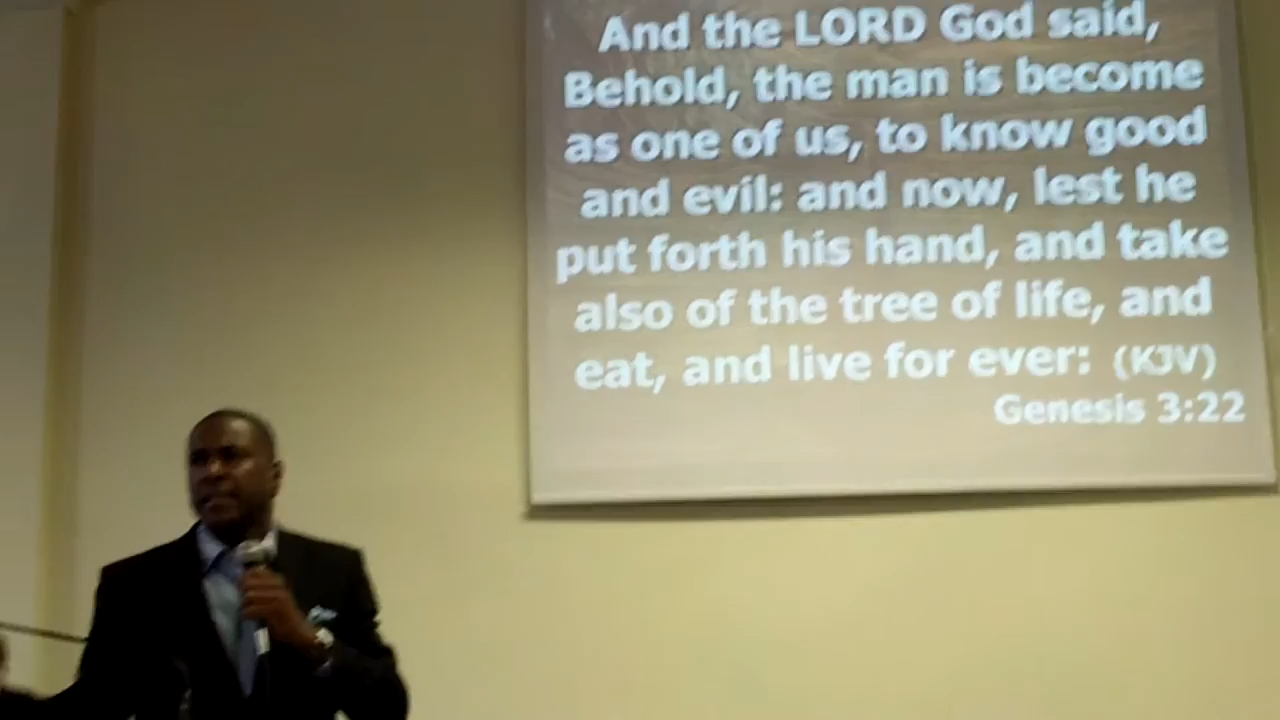 And the LORD God said,
Behold, the man is become
as one of us, to know good
and evil: and now, lest he
put forth his hand, and take
also of the tree of life, and
eat, and live for ever: (KJV)
Genesis 3:22